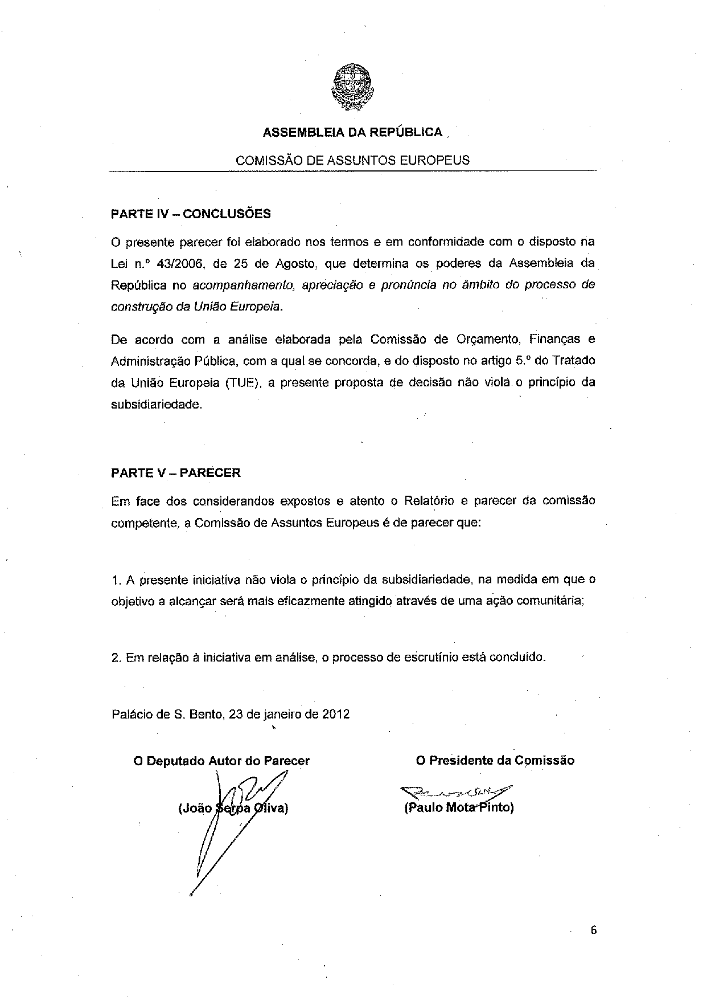 ASSEMBLEIA DA REPÚBLICA
COMISSÃO DE ASSUNTOS EUROPEUS
PARTE IV – CONCLUSÕES
O presente parecer foi elaborado nos termos e em conformidade com o disposto na
Lei n.º 43/2006, de 25 de Agosto, que determina os poderes da Assembleia da
República no acompanhamento, apreciação e pronúncia no âmbito do processo de
construção da União Europeia.
De acordo com a análise elaborada pela Comissão de Orçamento, Finanças e
Administração Pública, com a qual se concorda, e do disposto no artigo 5.º do Tratado
da União Europeia (TUE), a presente proposta de decisão não viola o princípio da
subsidiariedade.
PARTE V – PARECER
Em face dos considerandos expostos e atento o Relatório e parecer da comissão
competente, a Comissão de Assuntos Europeus é de parecer que:
1. A presente iniciativa não viola o princípio da subsidiariedade, na medida em que o
objetivo a alcançar será mais eficazmente atingido através de uma ação comunitária;
2. Em relação à iniciativa em análise, o processo de escrutínio está concluído.
Palácio de S. Bento, 23 de janeiro de 2012
O Deputado Autor do Parecer O Presidente da Comissão
(João Serpa Oliva) (Paulo Mota Pinto)
6